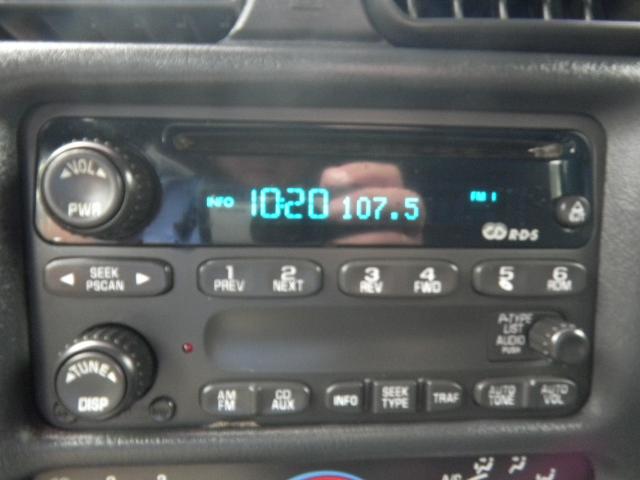 VOL
PWR
INFO 10:20 107.5 FM 1
RDS
SEEK
PSCAN
1 PREV
2 NEXT
3 REV
4 FWD
5
6 RDM
P-TYPE
LIST
AUDIO
PUSH
TUNE
DISP
AM
FM
CD
AUX
INFO
SEEK
TYPE
TRAF
AUTO
TONE
AUTO
VOL
A/C